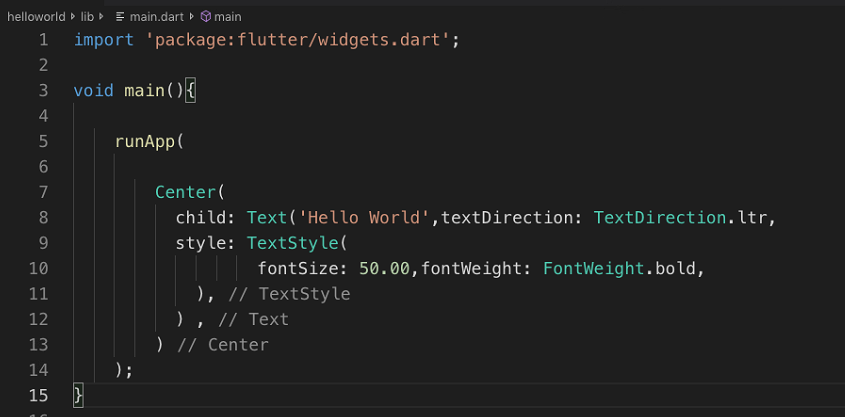 helloworld ▸ lib ▸ main.dart ▸ main
1 import 'package:flutter/widgets.dart';
2
3 void main(){
4
5     runApp(
6
7         Center(
8           child: Text('Hello World',textDirection: TextDirection.ltr,
9           style: TextStyle(
10                  fontSize: 50.00,fontWeight: FontWeight.bold,
11            ), // TextStyle
12          ) , // Text
13        ) // Center
14    );
15 }